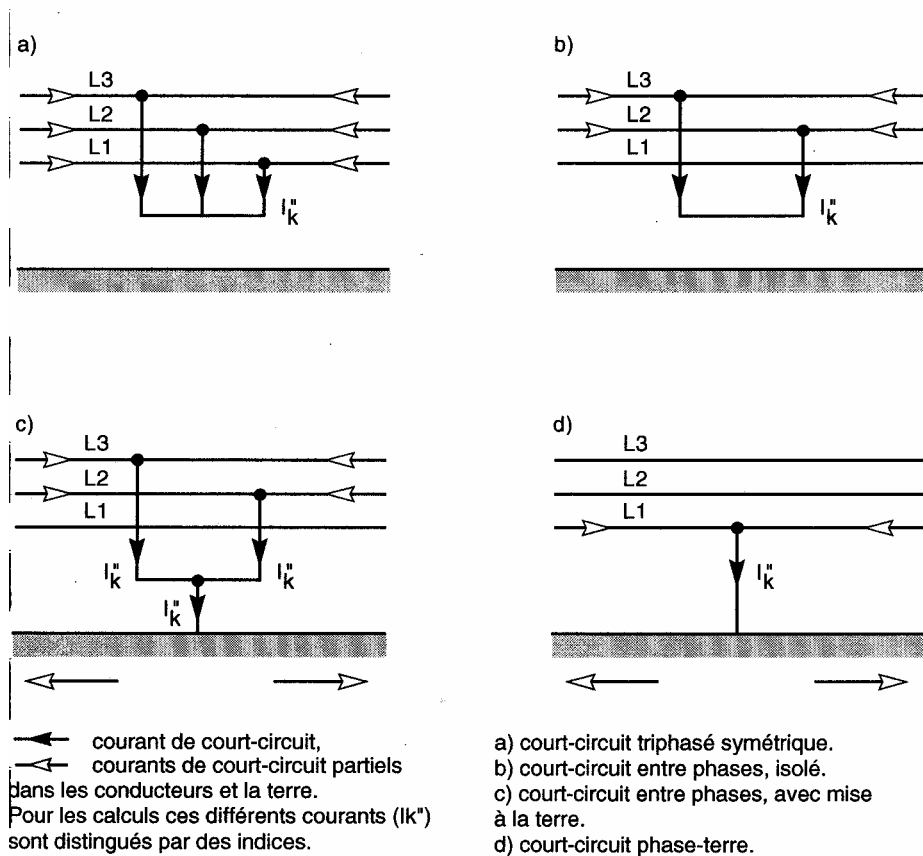 a)
L3
L2
L1
I"k
b)
L3
L2
L1
I"k
c)
L3
L2
L1
I"k
I"k
I"k
d)
L3
L2
L1
I"k
courant de court-circuit,
courants de court-circuit partiels
dans les conducteurs et la terre.
Pour les calculs ces différents courants (Ik")
sont distingués par des indices.
a) court-circuit triphasé symétrique.
b) court-circuit entre phases, isolé.
c) court-circuit entre phases, avec mise
à la terre.
d) court-circuit phase-terre.